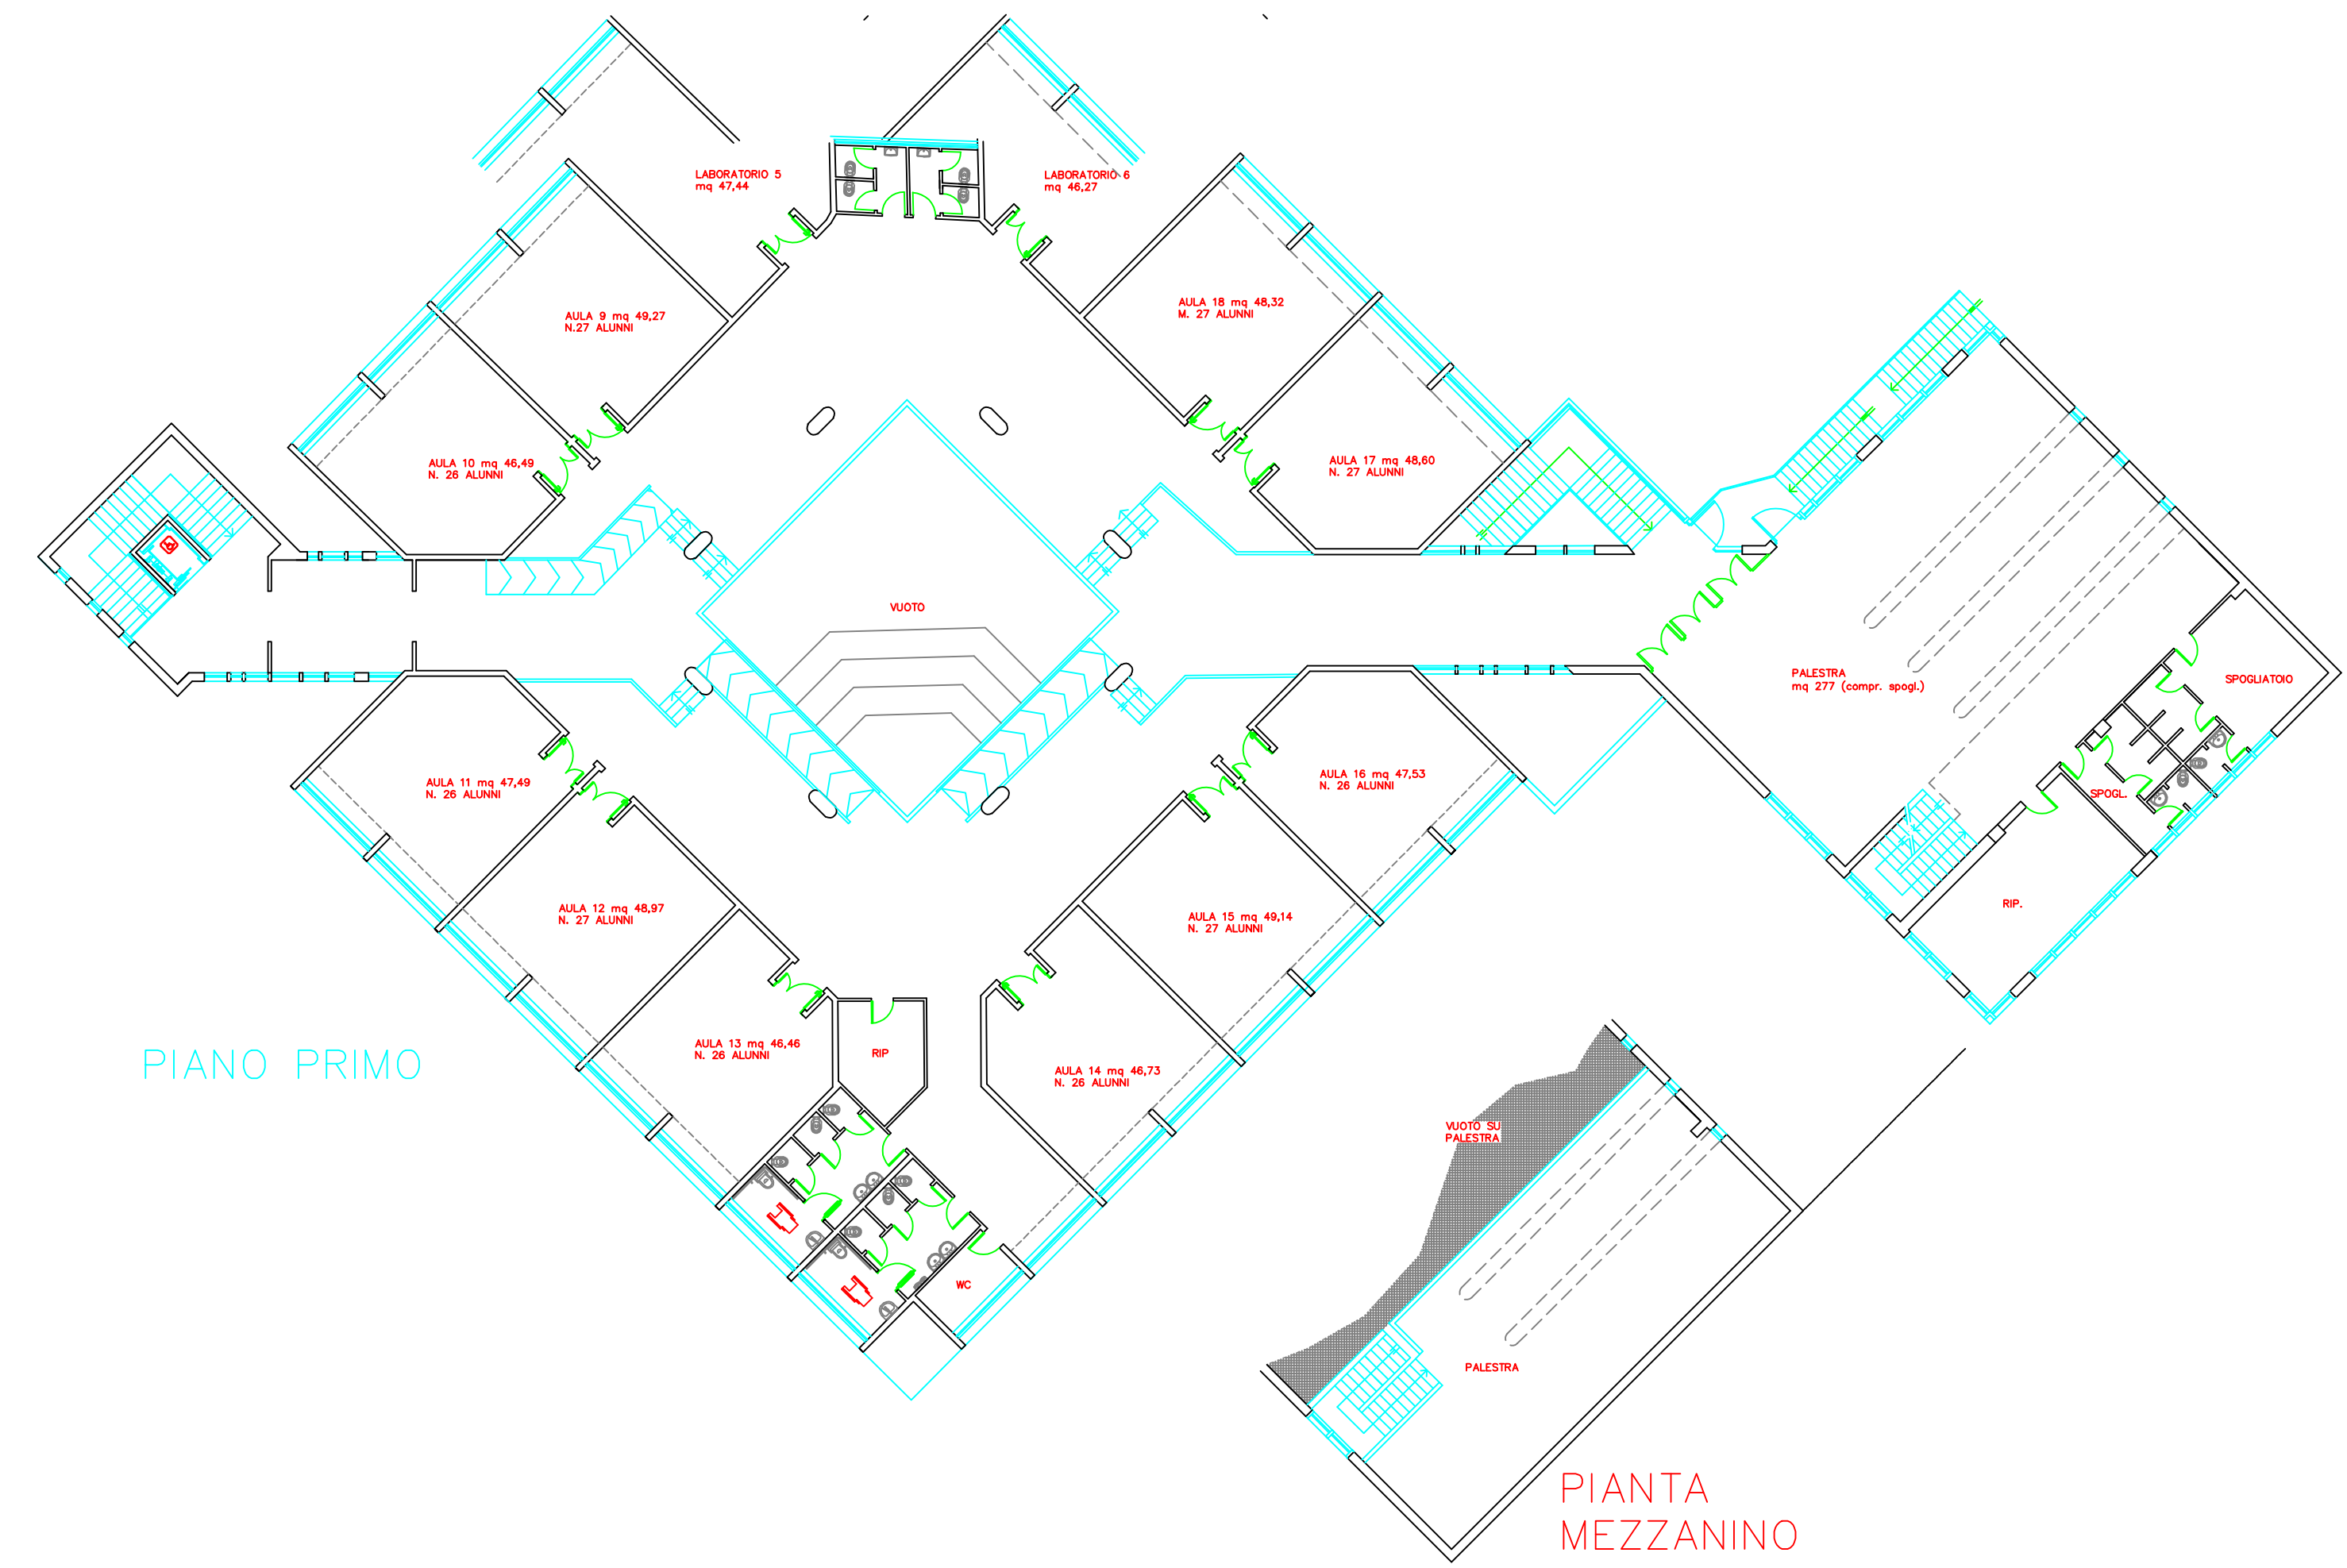 LABORATORIO 5
mq 47,44
LABORATORIO 6
mq 46,27
AULA 9 mq 49,27
N.27 ALUNNI
AULA 18 mq 48,32
M. 27 ALUNNI
AULA 10 mq 46,49
N. 26 ALUNNI
AULA 17 mq 48,60
N. 27 ALUNNI
VUOTO
PALESTRA
mq 277 (compr. spogl.)
SPOGLIATOIO
AULA 11 mq 47,49
N. 26 ALUNNI
AULA 16 mq 47,53
N. 26 ALUNNI
SPOGL.
AULA 12 mq 48,97
N. 27 ALUNNI
AULA 15 mq 49,14
N. 27 ALUNNI
RIP.
AULA 13 mq 46,46
N. 26 ALUNNI
RIP
AULA 14 mq 46,73
N. 26 ALUNNI
PIANO PRIMO
VUOTO SU
PALESTRA
WC
PALESTRA
PIANTA
MEZZANINO